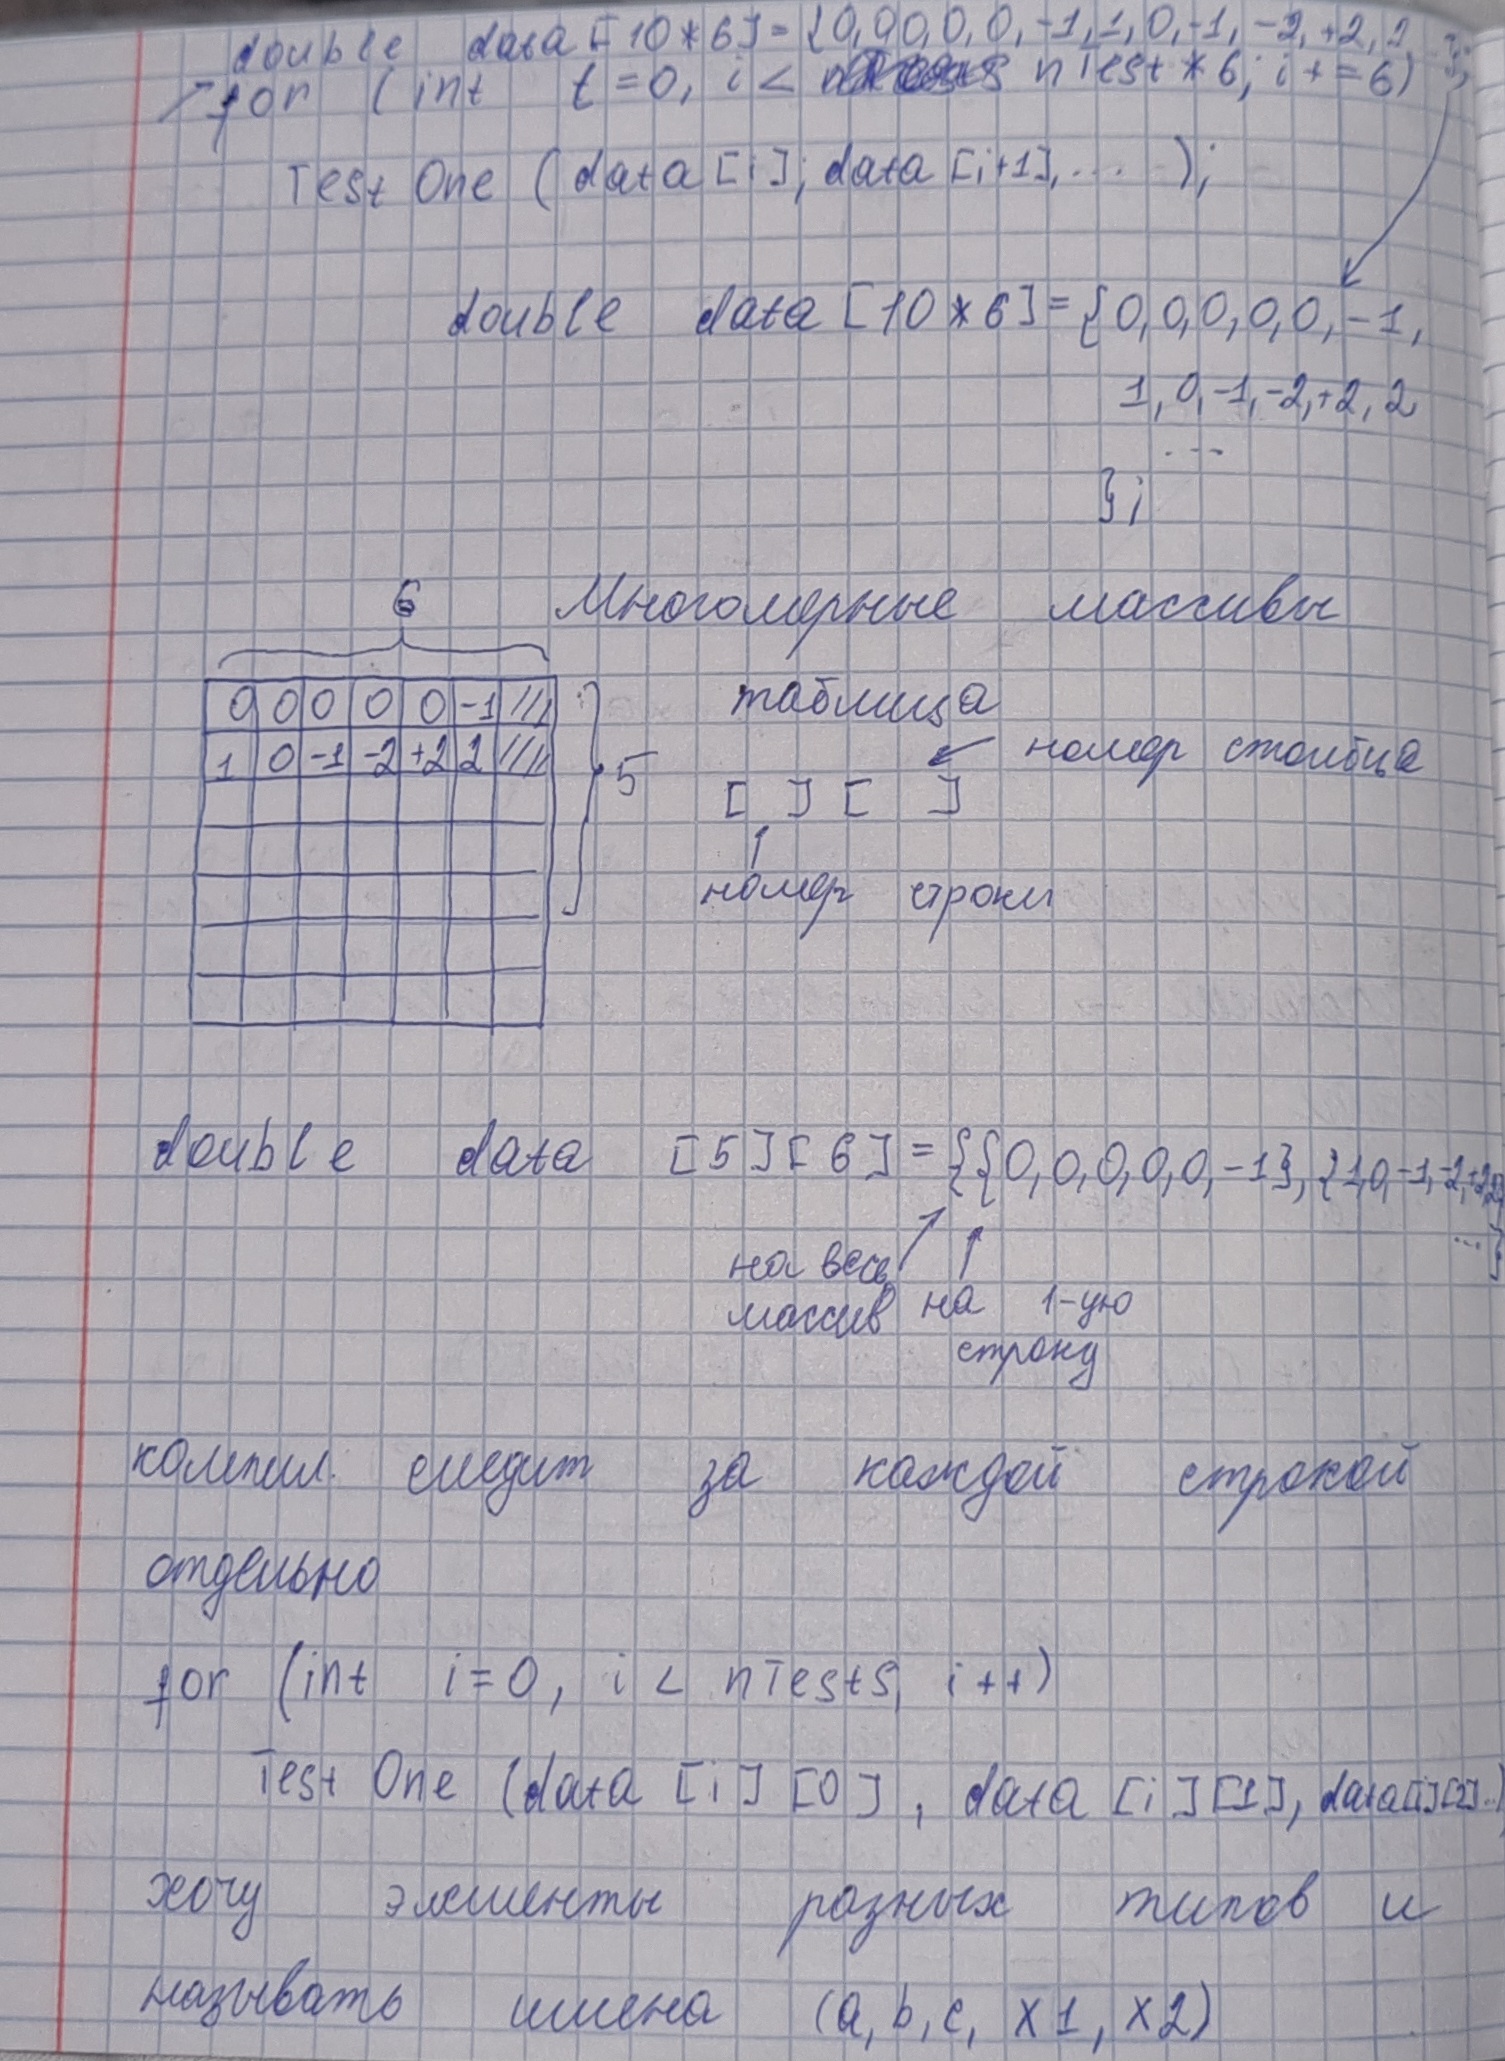 double data [10*6] = {0,00,0,0,-1,1,0,-1,-2,+2,2 ... };
for (int t=0, i < nTest*6; i+=6)
Test One (data[i]; data[i+1],... );
double data [10*6] = {0,0,0,0,0,-1,
1,0,-1,-2,+2,2
...
};
6 Многомерные массивы
0 0 0 0 0 -1 ///
1 0 -1 -2 +2 2 ///
5
таблица
номер столбца
[ ] [ ]
номер строки
double data [5][6] = {{0,0,0,0,0,-1}, {1,0,-1,-2,+2,2}
... }
на весь массив
на 1-ую строку
компил. следит за каждой строкой
отдельно
for (int i=0, i < nTests, i++)
Test One (data [i][0], data [i][1], data[i][2]..)
хочу элементы разных типов и
называть имена (a, b, c, x1, x2)